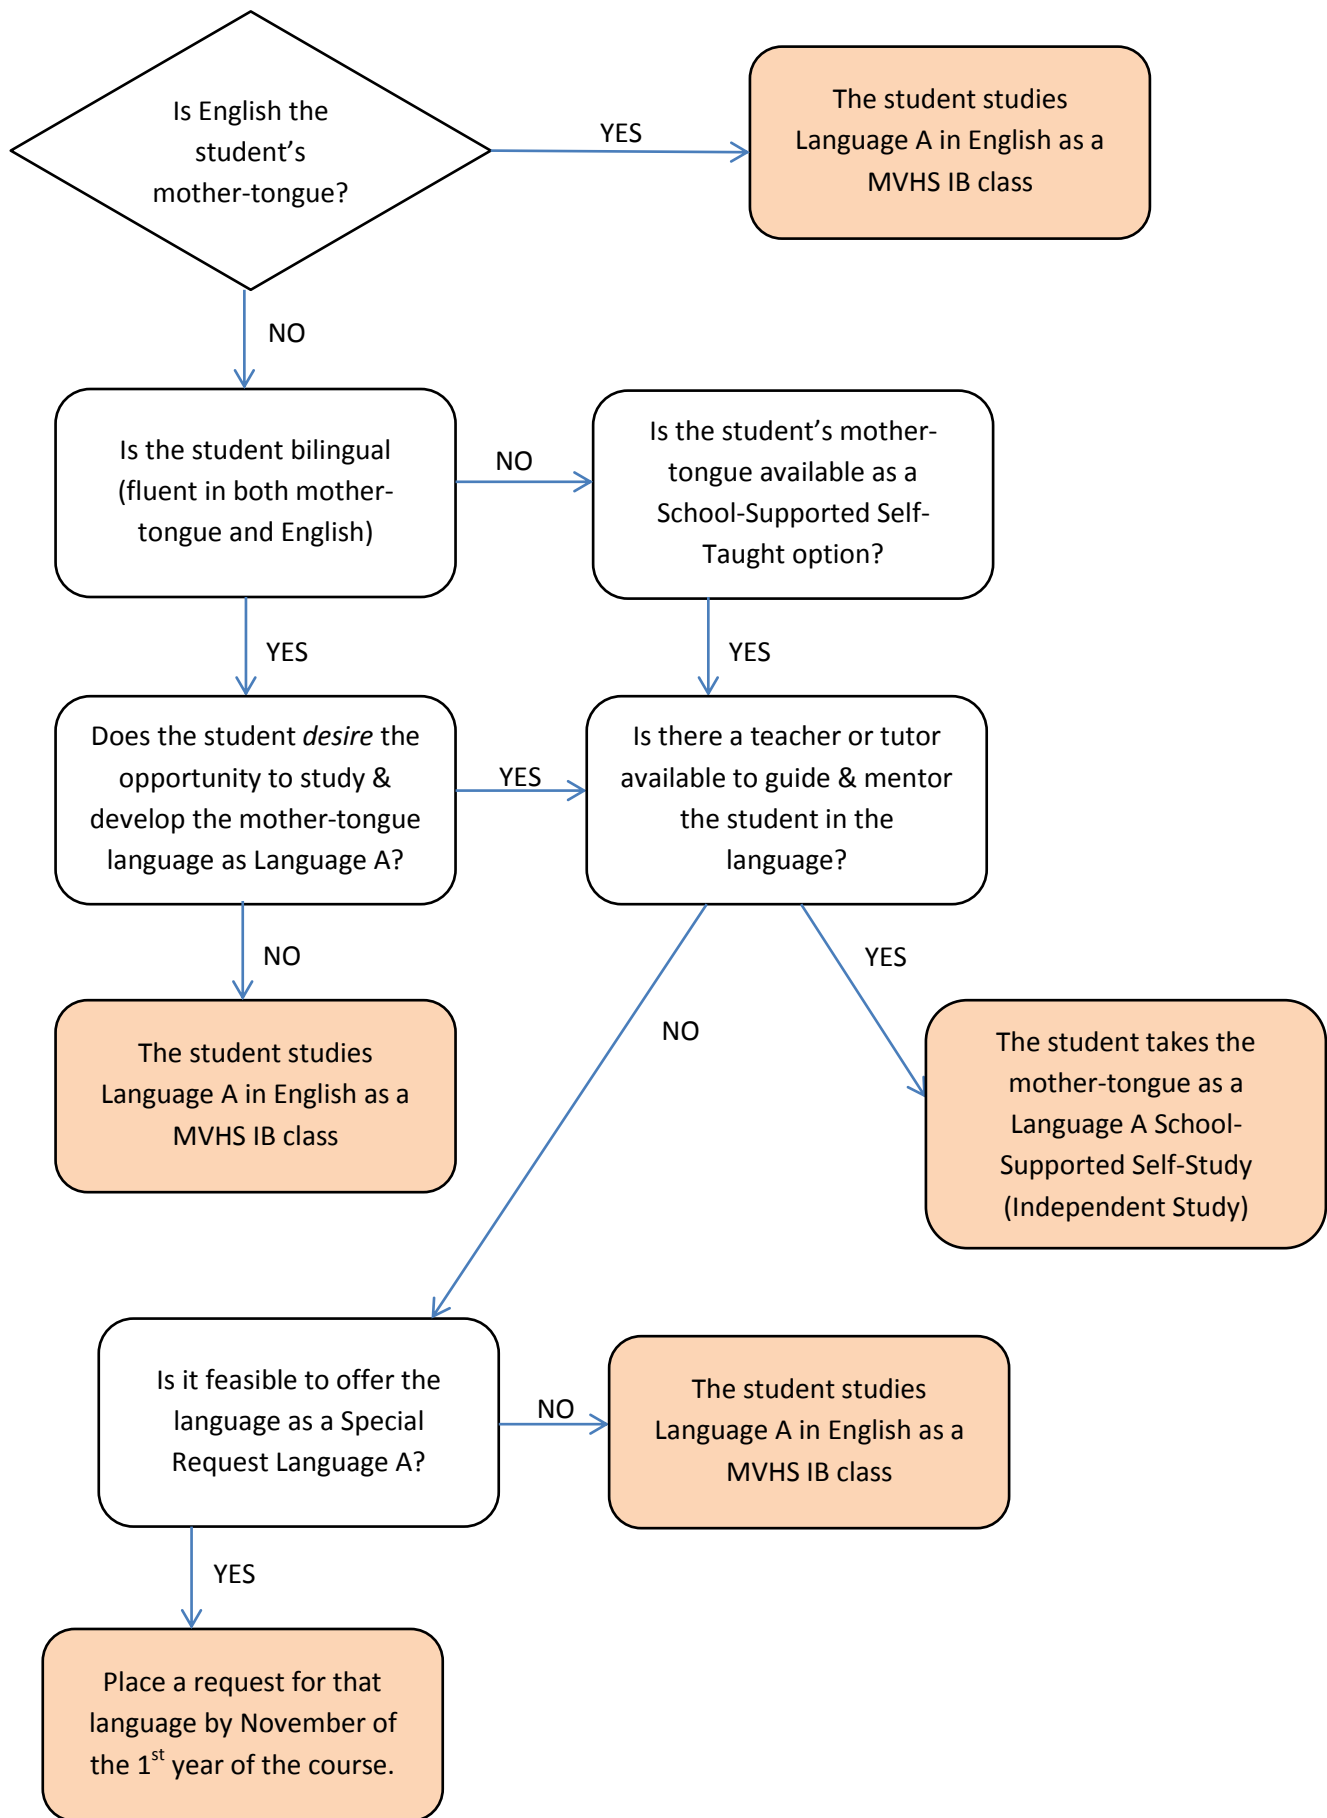 Is English the
student’s
mother-tongue?
YES
The student studies
Language A in English as a
MVHS IB class
NO
Is the student bilingual
(fluent in both mother-
tongue and English)
NO
Is the student’s mother-
tongue available as a
School-Supported Self-
Taught option?
YES
YES
Does the student desire the
opportunity to study &
develop the mother-tongue
language as Language A?
YES
Is there a teacher or tutor
available to guide & mentor
the student in the
language?
NO
YES
NO
The student studies
Language A in English as a
MVHS IB class
The student takes the
mother-tongue as a
Language A School-
Supported Self-Study
(Independent Study)
Is it feasible to offer the
language as a Special
Request Language A?
NO
The student studies
Language A in English as a
MVHS IB class
YES
Place a request for that
language by November of
the 1st year of the course.